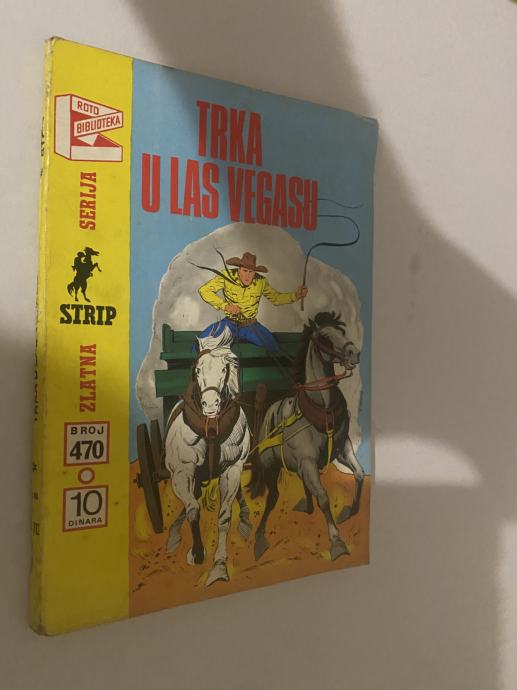 ROTO
BIBLIOTEKA
ZLATNA
STRIP
SERIJA
BROJ
470
10
DINARA
TRKA
U LAS VEGASU